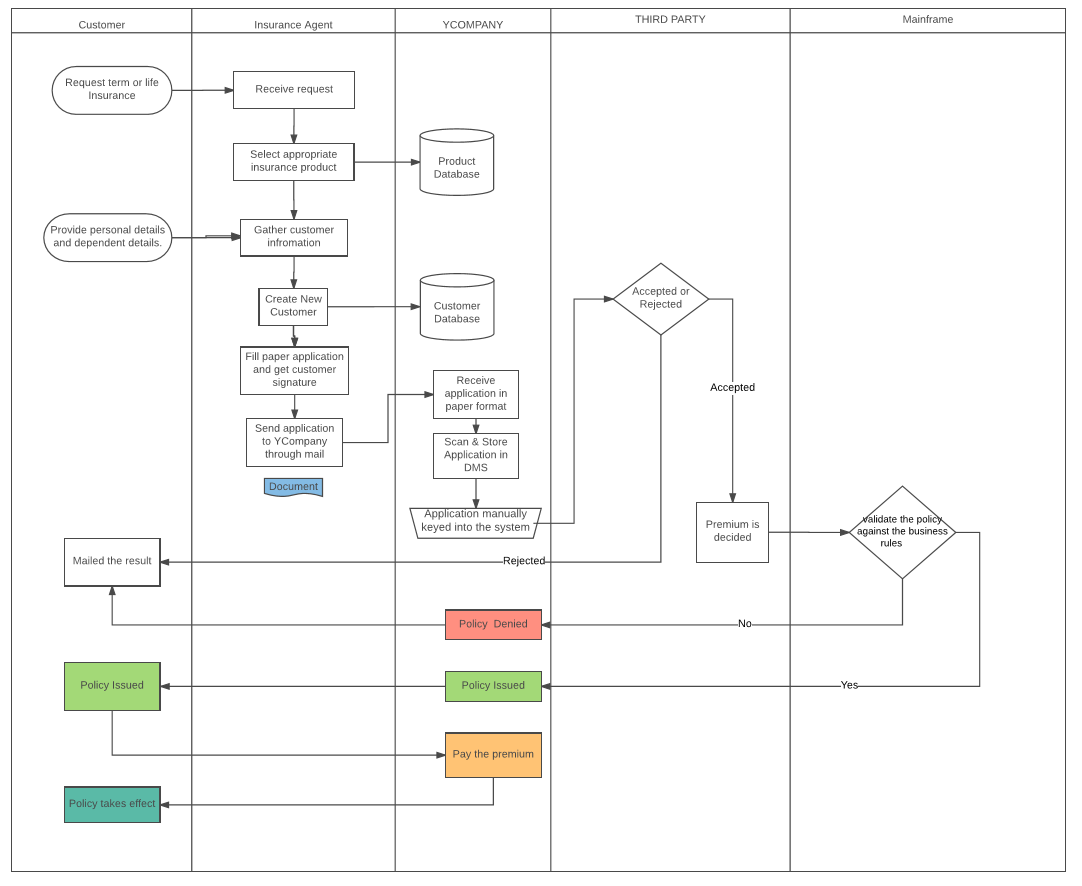 Customer
Insurance Agent
YCOMPANY
THIRD PARTY
Mainframe
Request term or life
Insurance
Receive request
Select appropriate
insurance product
Product
Database
Provide personal details
and dependent details.
Gather customer
infromation
Create New
Customer
Customer
Database
Accepted or
Rejected
Fill paper application
and get customer
signature
Receive
application in
paper format
Accepted
Send application
to YCompany
through mail
Scan & Store
Application in
DMS
Document
Application manually
keyed into the system
Premium is
decided
validate the policy
against the business
rules
Mailed the result
Rejected
Policy  Denied
No
Policy Issued
Policy Issued
Yes
Pay the premium
Policy takes effect